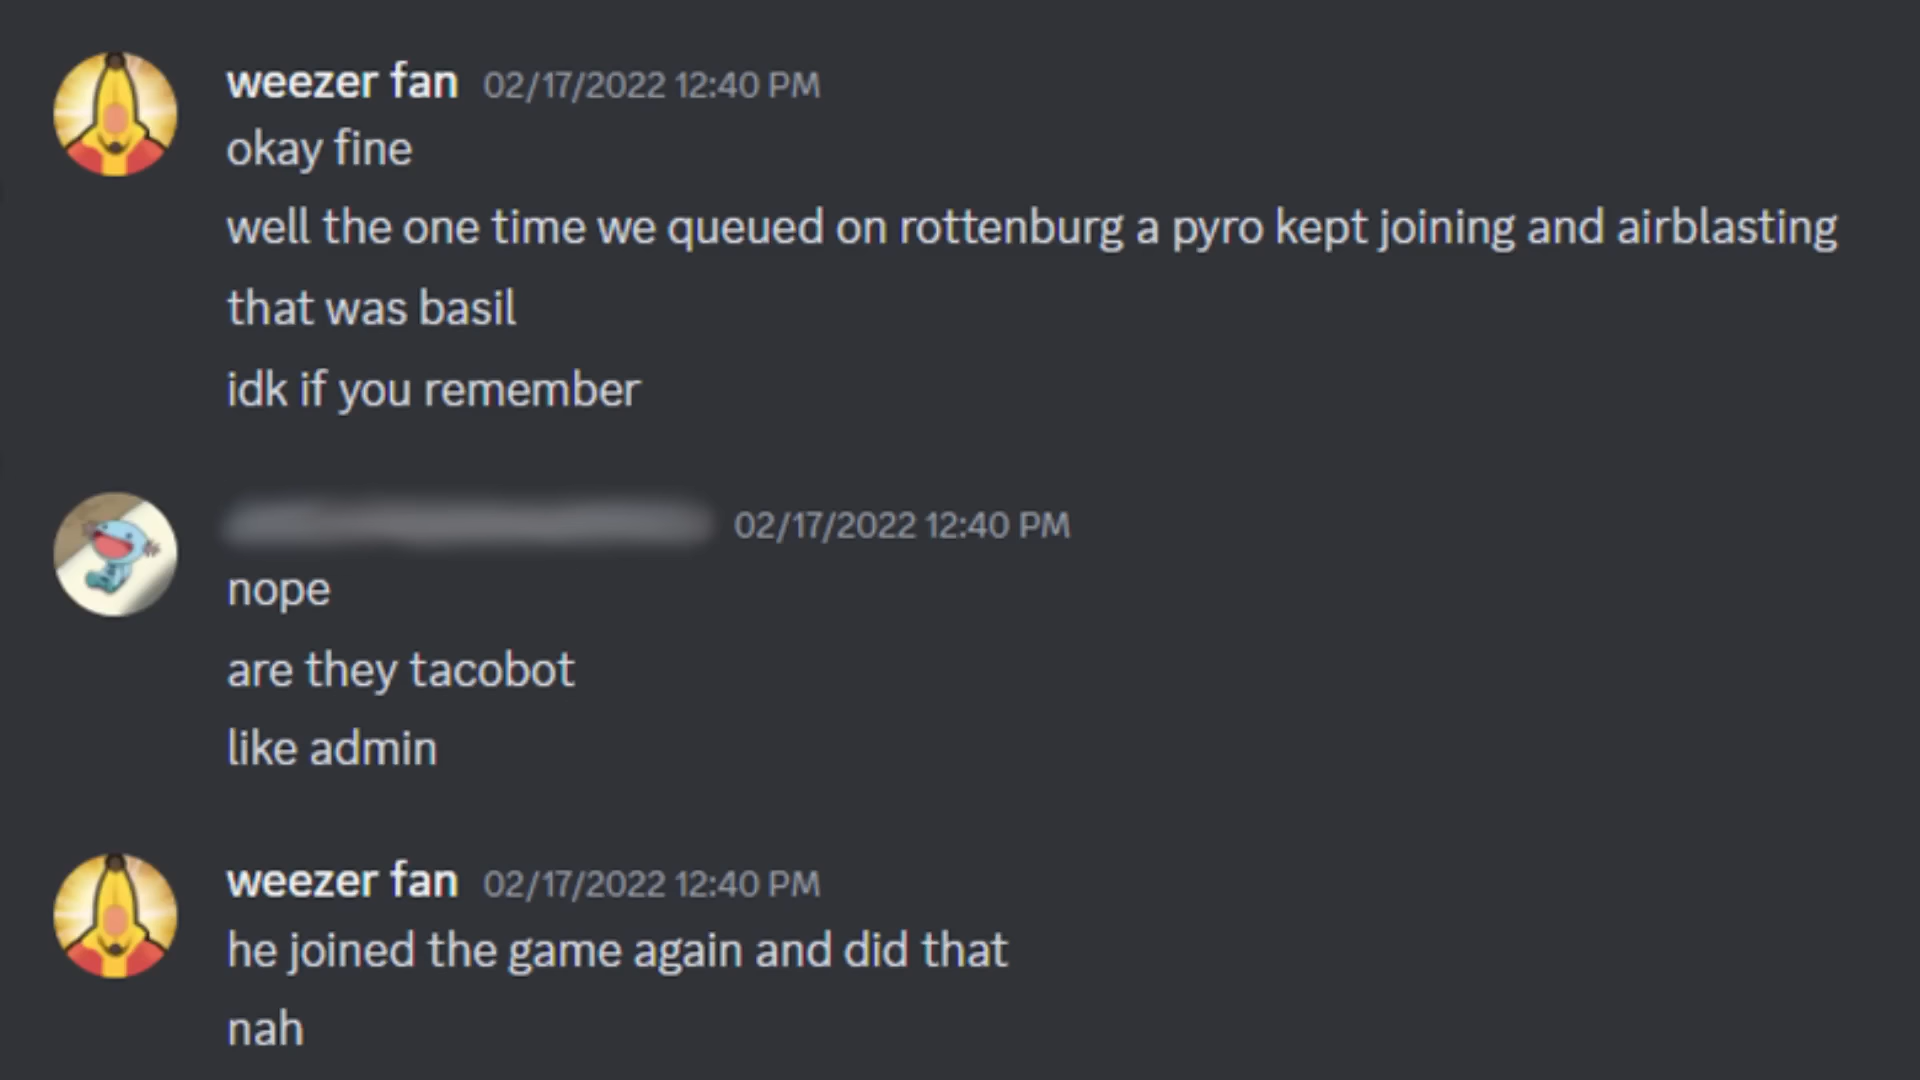 weezer fan 02/17/2022 12:40 PM
okay fine
well the one time we queued on rottenburg a pyro kept joining and airblasting
that was basil
idk if you remember
02/17/2022 12:40 PM
nope
are they tacobot
like admin
weezer fan 02/17/2022 12:40 PM
he joined the game again and did that
nah